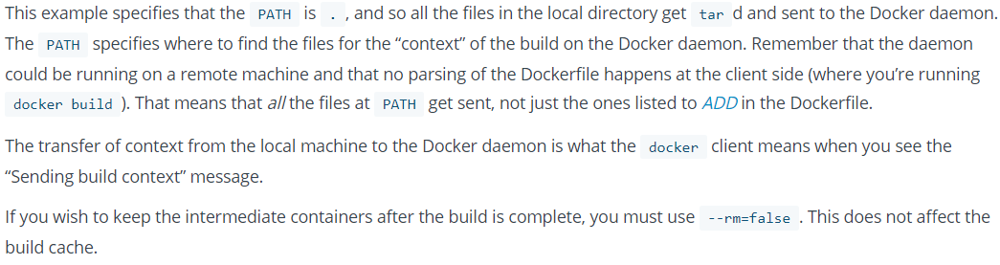 This example specifies that the PATH is . , and so all the files in the local directory get tar d and sent to the Docker daemon.
The PATH specifies where to find the files for the “context” of the build on the Docker daemon. Remember that the daemon
could be running on a remote machine and that no parsing of the Dockerfile happens at the client side (where you’re running
docker build ). That means that all the files at PATH get sent, not just the ones listed to ADD in the Dockerfile.
The transfer of context from the local machine to the Docker daemon is what the docker client means when you see the
“Sending build context” message.
If you wish to keep the intermediate containers after the build is complete, you must use --rm=false . This does not affect the
build cache.